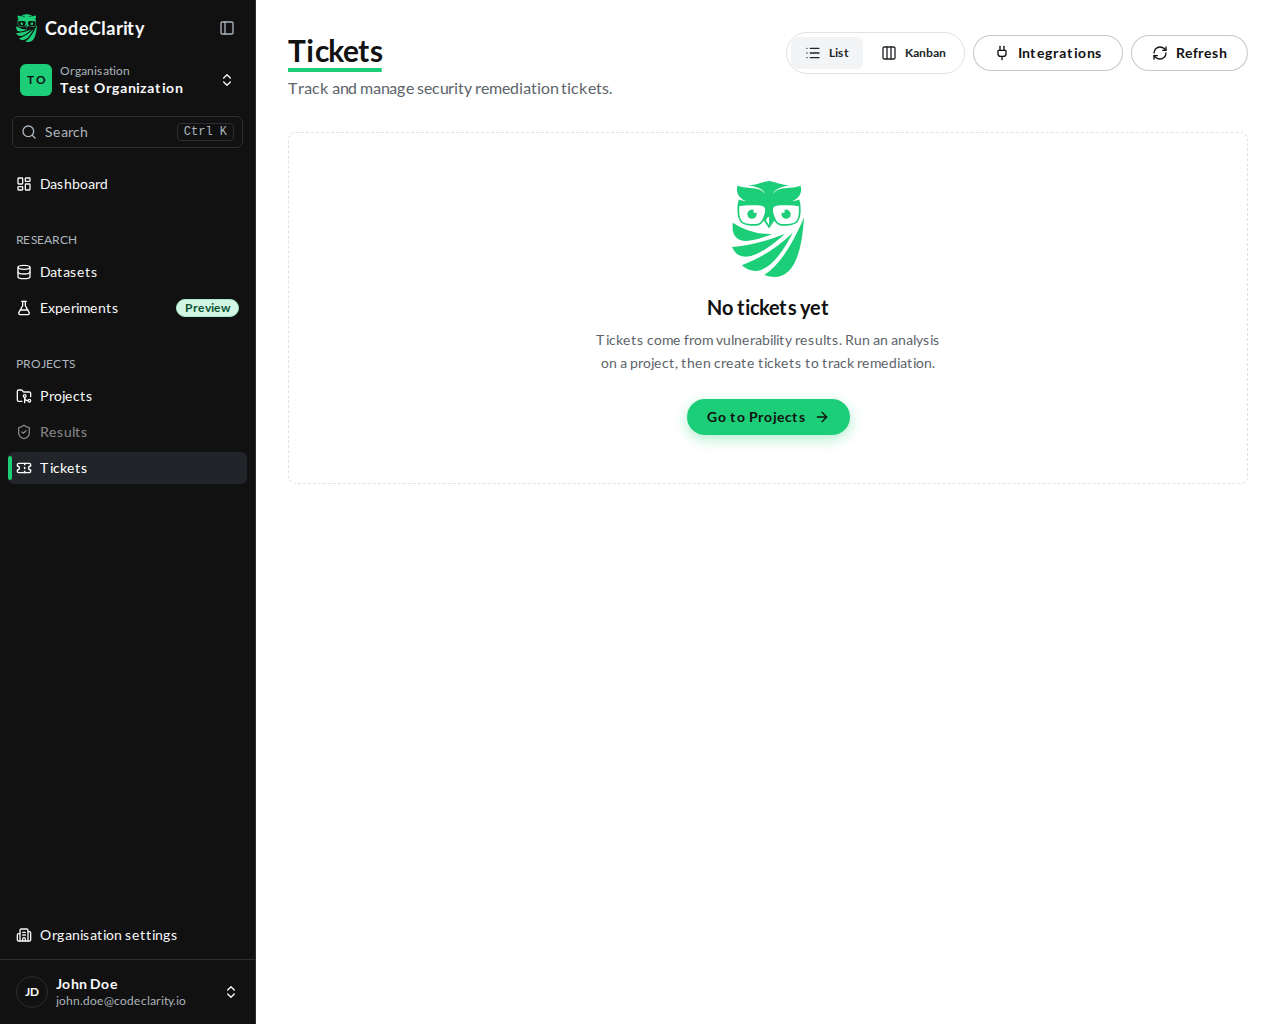 CodeClarity
TO
Organisation
Test Organization
Search
Ctrl K
Dashboard
RESEARCH
Datasets
Experiments
Preview
PROJECTS
Projects
Results
Tickets
Organisation settings
JD
John Doe
john.doe@codeclarity.io
Tickets
Track and manage security remediation tickets.
List
Kanban
Integrations
Refresh
No tickets yet
Tickets come from vulnerability results. Run an analysis
on a project, then create tickets to track remediation.
Go to Projects